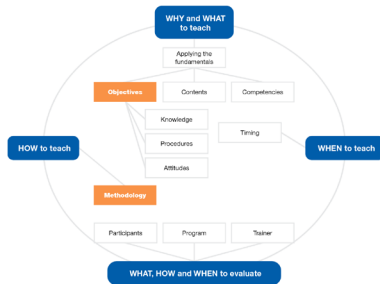 WHY and WHAT
to teach
Applying the
fundamentals
Objectives
Contents
Competencies
Knowledge
Timing
Procedures
HOW to teach
WHEN to teach
Attitudes
Methodology
Participants
Program
Trainer
WHAT, HOW and WHEN to evaluate